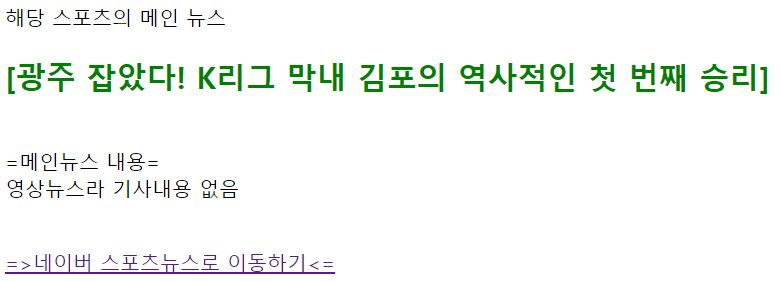 해당 스포츠의 메인 뉴스
[광주 잡았다! K리그 막내 김포의 역사적인 첫 번째 승리]
=메인뉴스 내용=
영상뉴스라 기사내용 없음
=>네이버 스포츠뉴스로 이동하기<=